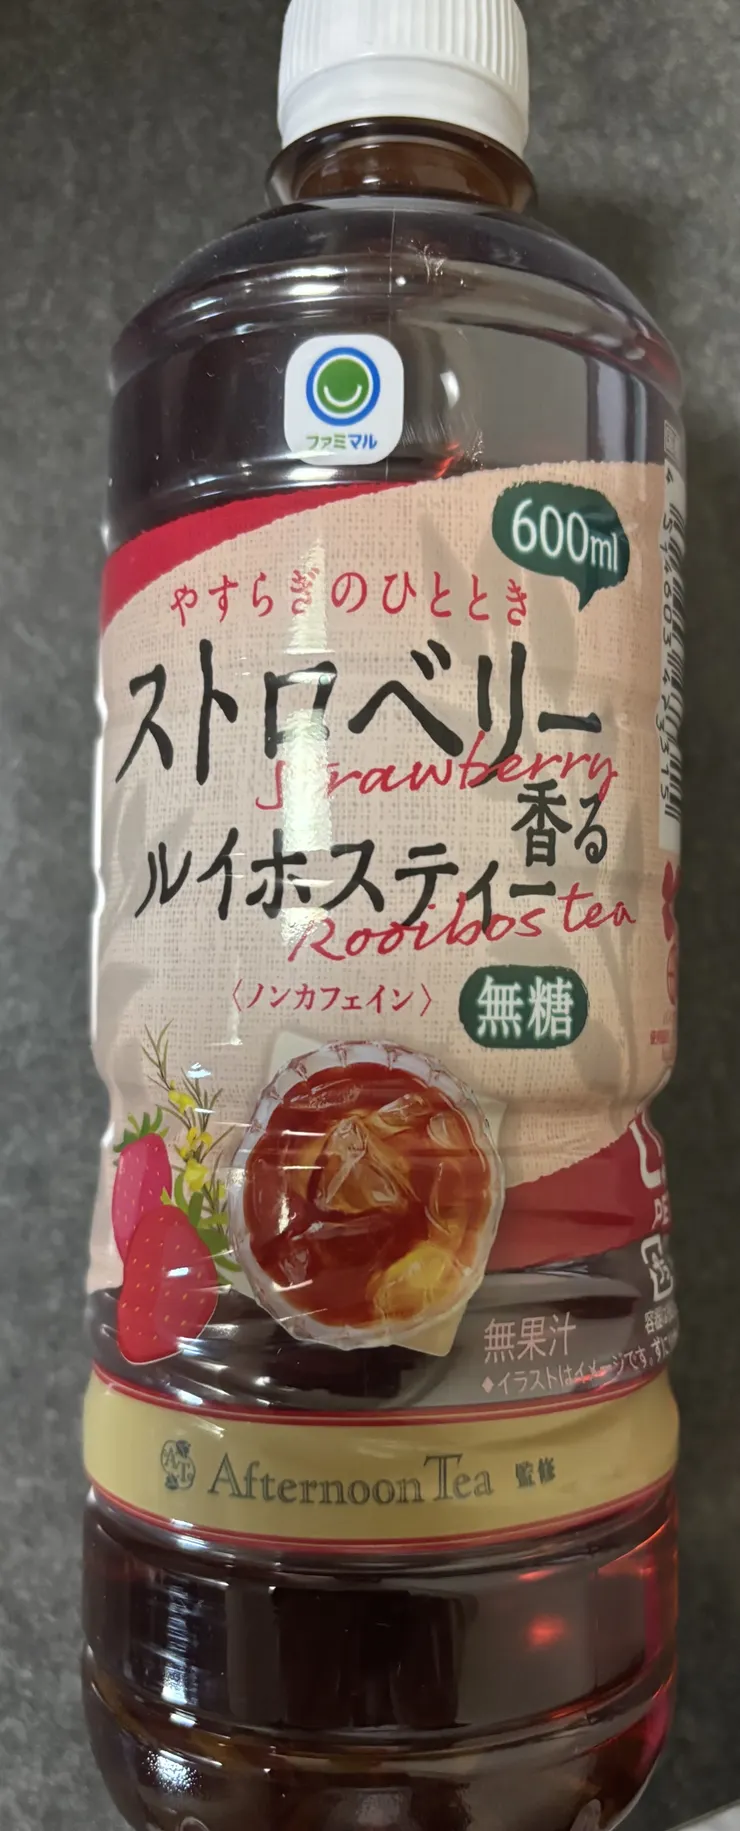 ファミマル
600ml
やすらぎのひととき
ストロベリー
Strawberry
香る
ルイボスティー
Rooibos tea
〈ノンカフェイン〉
無糖
無果汁
◆イラストはイメージです。
Afternoon Tea 監修